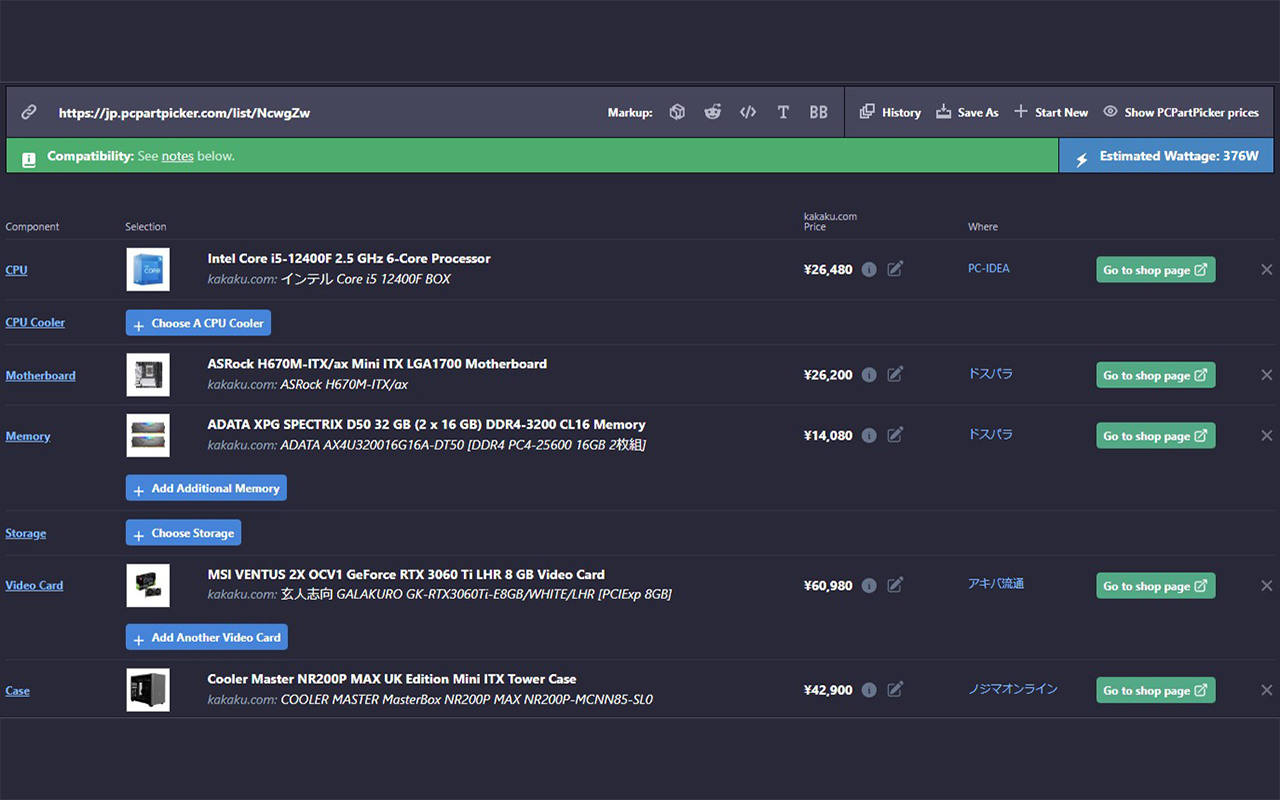 https://jp.pcpartpicker.com/list/NcwgZw Markup: </> T BB History Save As Start New Show PCPartPicker prices
Compatibility: See notes below. Estimated Wattage: 376W
Component Selection kakaku.com Price Where
CPU Intel Core i5-12400F 2.5 GHz 6-Core Processor
kakaku.com: インテル Core i5 12400F BOX
¥26,480 PC-IDEA Go to shop page
CPU Cooler + Choose A CPU Cooler
Motherboard ASRock H670M-ITX/ax Mini ITX LGA1700 Motherboard
kakaku.com: ASRock H670M-ITX/ax
¥26,200 ドスパラ Go to shop page
Memory ADATA XPG SPECTRIX D50 32 GB (2 x 16 GB) DDR4-3200 CL16 Memory
kakaku.com: ADATA AX4U320016G16A-DT50 [DDR4 PC4-25600 16GB 2枚組]
¥14,080 ドスパラ Go to shop page
+ Add Additional Memory
Storage + Choose Storage
Video Card MSI VENTUS 2X OCV1 GeForce RTX 3060 Ti LHR 8 GB Video Card
kakaku.com: 玄人志向 GALAKURO GK-RTX3060Ti-E8GB/WHITE/LHR [PCIExp 8GB]
¥60,980 アキバ流通 Go to shop page
+ Add Another Video Card
Case Cooler Master NR200P MAX UK Edition Mini ITX Tower Case
kakaku.com: COOLER MASTER MasterBox NR200P MAX NR200P-MCNN85-SL0
¥42,900 ノジマオンライン Go to shop page